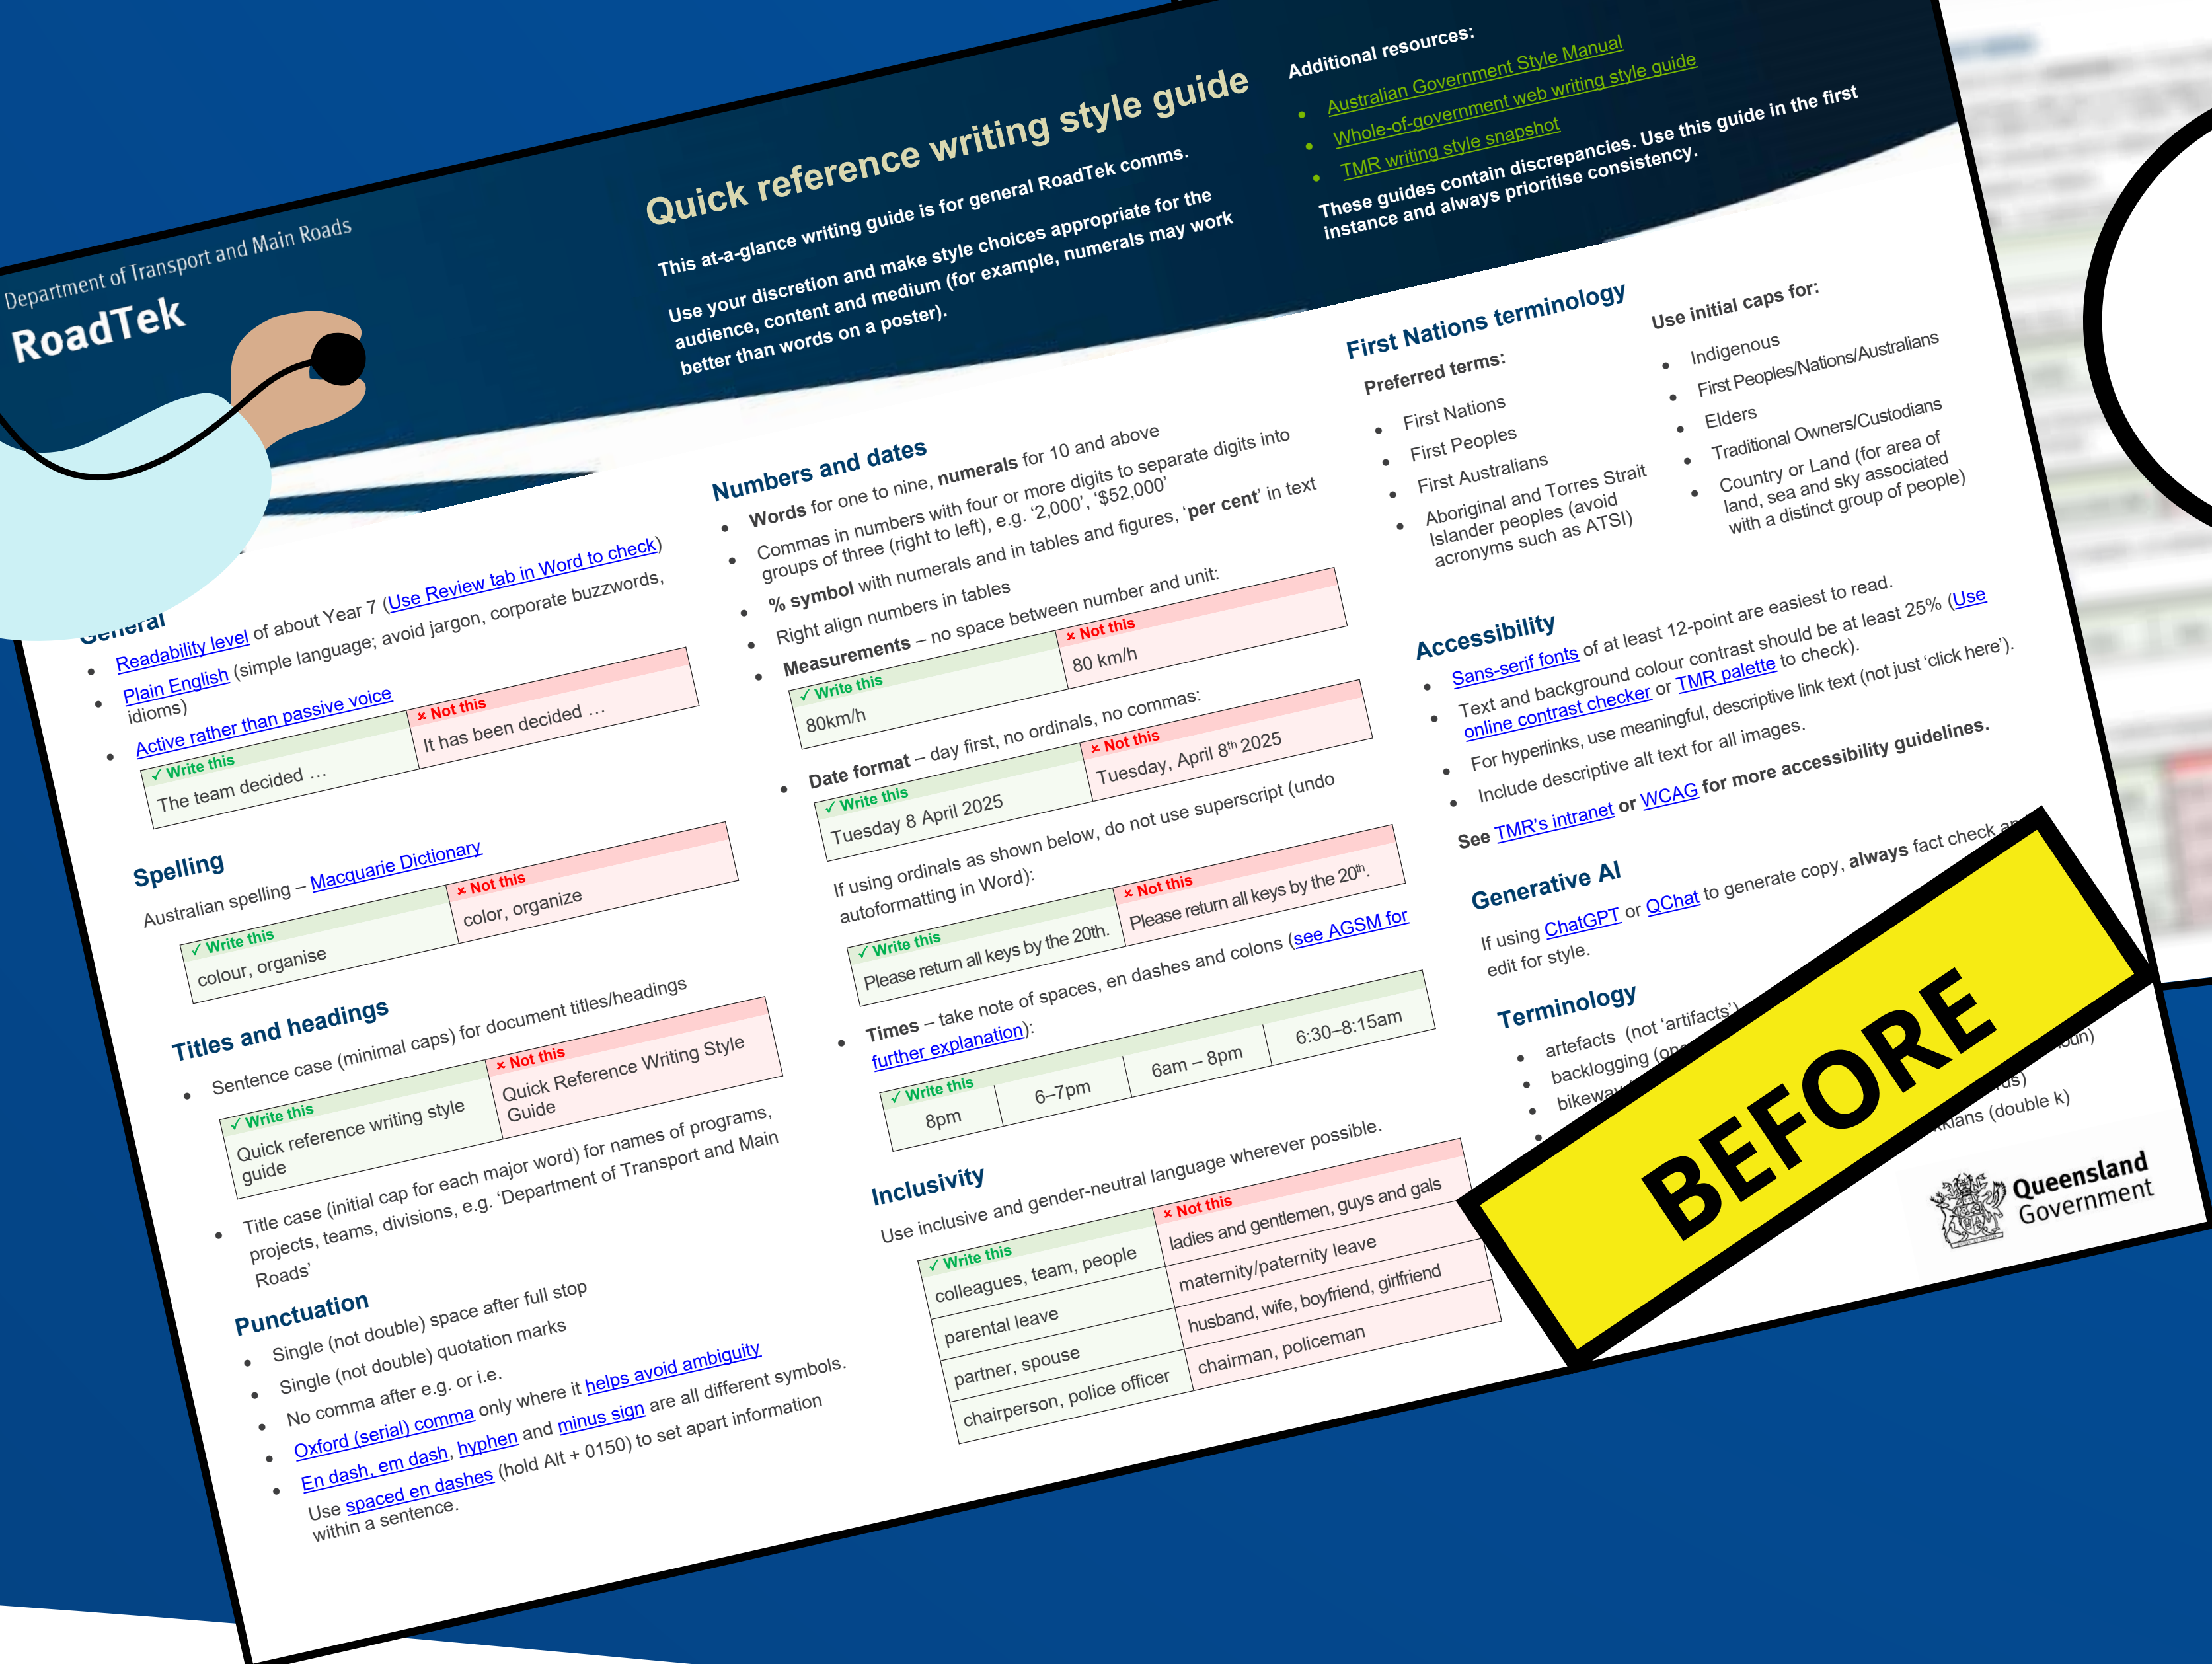 Department of Transport and Main Roads
RoadTek
Quick reference writing style guide
This at-a-glance writing guide is for general RoadTek comms.
Use your discretion and make style choices appropriate for the
audience, content and medium (for example, numerals may work
better than words on a poster).
Additional resources:
• Australian Government Style Manual
• Whole-of-government web writing style guide
• TMR writing style snapshot
These guides contain discrepancies. Use this guide in the first
instance and always prioritise consistency.
General
• Readability level of about Year 7 (Use Review tab in Word to check)
• Plain English (simple language; avoid jargon, corporate buzzwords,
idioms)
• Active rather than passive voice
✓ Write this
× Not this
The team decided …
It has been decided …
Spelling
Australian spelling – Macquarie Dictionary
✓ Write this
× Not this
colour, organise
color, organize
Titles and headings
• Sentence case (minimal caps) for document titles/headings
✓ Write this
× Not this
Quick reference writing style
guide
Quick Reference Writing Style
Guide
• Title case (initial cap for each major word) for names of programs,
projects, teams, divisions, e.g. ‘Department of Transport and Main
Roads’
Punctuation
• Single (not double) space after full stop
• Single (not double) quotation marks
• No comma after e.g. or i.e.
• Oxford (serial) comma only where it helps avoid ambiguity
• En dash, em dash, hyphen and minus sign are all different symbols.
Use spaced en dashes (hold Alt + 0150) to set apart information
within a sentence.
Numbers and dates
• Words for one to nine, numerals for 10 and above
• Commas in numbers with four or more digits to separate digits into
groups of three (right to left), e.g. ‘2,000’, ‘$52,000’
• % symbol with numerals and in tables and figures, ‘per cent’ in text
• Right align numbers in tables
• Measurements – no space between number and unit:
✓ Write this
× Not this
80km/h
80 km/h
• Date format – day first, no ordinals, no commas:
✓ Write this
× Not this
Tuesday 8 April 2025
Tuesday, April 8th 2025
If using ordinals as shown below, do not use superscript (undo
autoformatting in Word):
✓ Write this
× Not this
Please return all keys by the 20th.
Please return all keys by the 20th.
• Times – take note of spaces, en dashes and colons (see AGSM for
further explanation):
✓ Write this
8pm
6–7pm
6am – 8pm
6:30–8:15am
Inclusivity
Use inclusive and gender-neutral language wherever possible.
✓ Write this
× Not this
colleagues, team, people
ladies and gentlemen, guys and gals
parental leave
maternity/paternity leave
partner, spouse
husband, wife, boyfriend, girlfriend
chairperson, police officer
chairman, policeman
First Nations terminology
Preferred terms:
• First Nations
• First Peoples
• First Australians
• Aboriginal and Torres Strait
Islander peoples (avoid
acronyms such as ATSI)
Use initial caps for:
• Indigenous
• First Peoples/Nations/Australians
• Elders
• Traditional Owners/Custodians
• Country or Land (for area of
land, sea and sky associated
with a distinct group of people)
Accessibility
• Sans-serif fonts of at least 12-point are easiest to read.
• Text and background colour contrast should be at least 25% (Use
online contrast checker or TMR palette to check).
• For hyperlinks, use meaningful, descriptive link text (not just ‘click here’).
• Include descriptive alt text for all images.
See TMR’s intranet or WCAG for more accessibility guidelines.
Generative AI
If using ChatGPT or QChat to generate copy, always fact check
edit for style.
Terminology
• artefacts (not ‘artifacts’)
• backlogging
• bikeway
(double k)
BEFORE
Queensland
Government